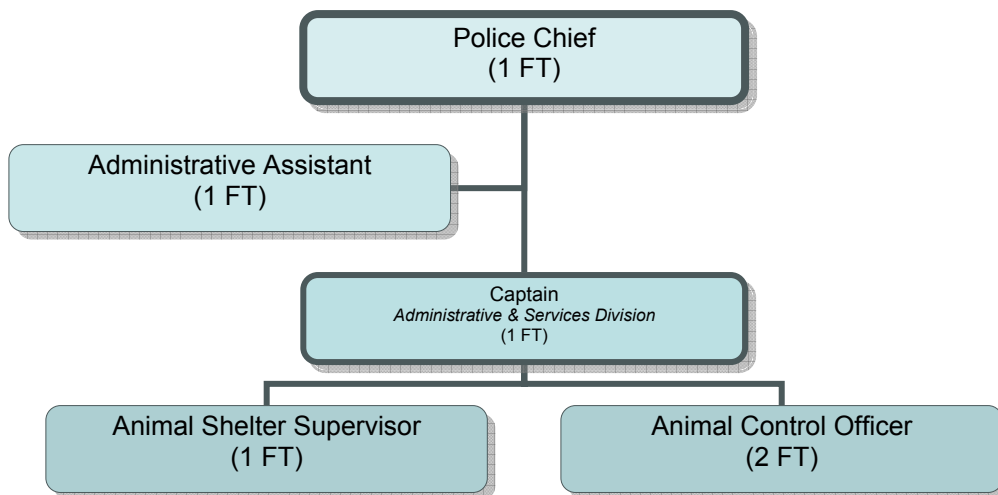 Police Chief
(1 FT)
Administrative Assistant
(1 FT)
Captain
Administrative & Services Division
(1 FT)
Animal Shelter Supervisor
(1 FT)
Animal Control Officer
(2 FT)